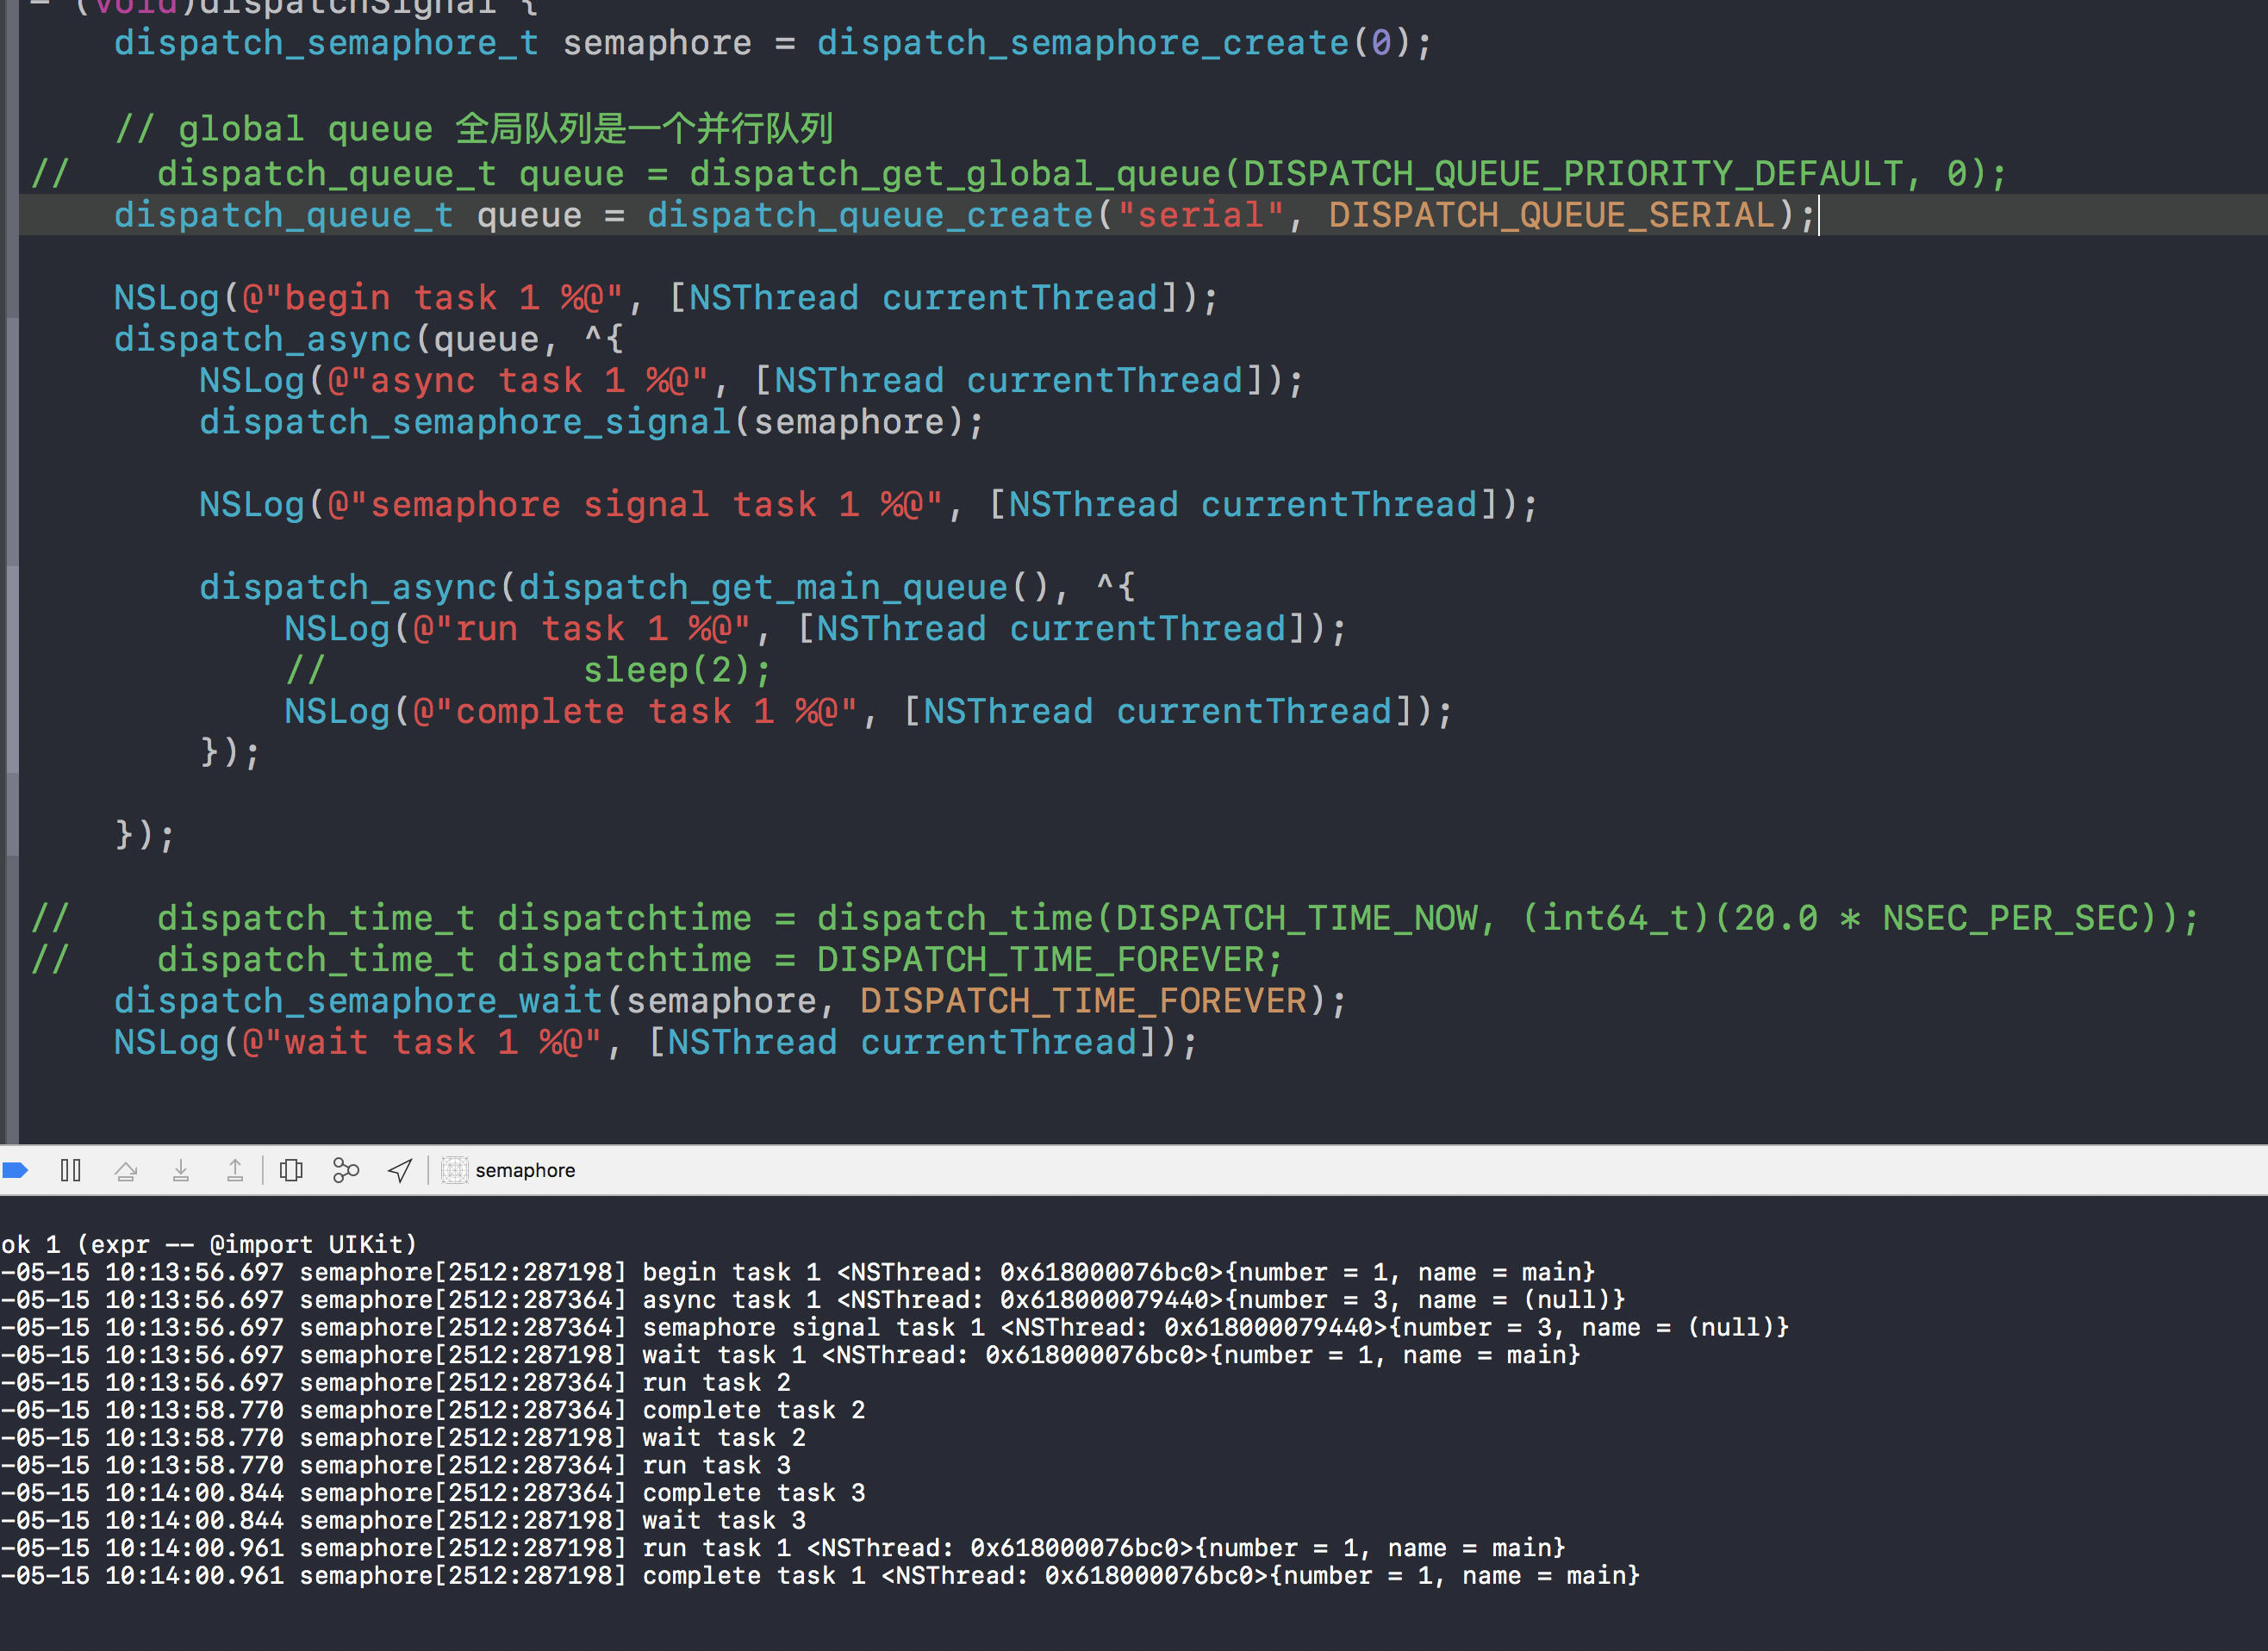 - (void)dispatchSignal {
    dispatch_semaphore_t semaphore = dispatch_semaphore_create(0);
    // global queue 全局队列是一个并行队列
//    dispatch_queue_t queue = dispatch_get_global_queue(DISPATCH_QUEUE_PRIORITY_DEFAULT, 0);
    dispatch_queue_t queue = dispatch_queue_create("serial", DISPATCH_QUEUE_SERIAL);
    NSLog(@"begin task 1 %@", [NSThread currentThread]);
    dispatch_async(queue, ^{
        NSLog(@"async task 1 %@", [NSThread currentThread]);
        dispatch_semaphore_signal(semaphore);
        NSLog(@"semaphore signal task 1 %@", [NSThread currentThread]);
        dispatch_async(dispatch_get_main_queue(), ^{
            NSLog(@"run task 1 %@", [NSThread currentThread]);
            //            sleep(2);
            NSLog(@"complete task 1 %@", [NSThread currentThread]);
        });
    });
//    dispatch_time_t dispatchtime = dispatch_time(DISPATCH_TIME_NOW, (int64_t)(20.0 * NSEC_PER_SEC));
//    dispatch_time_t dispatchtime = DISPATCH_TIME_FOREVER;
    dispatch_semaphore_wait(semaphore, DISPATCH_TIME_FOREVER);
    NSLog(@"wait task 1 %@", [NSThread currentThread]);
semaphore
ok 1 (expr -- @import UIKit)
-05-15 10:13:56.697 semaphore[2512:287198] begin task 1 <NSThread: 0x618000076bc0>{number = 1, name = main}
-05-15 10:13:56.697 semaphore[2512:287364] async task 1 <NSThread: 0x618000079440>{number = 3, name = (null)}
-05-15 10:13:56.697 semaphore[2512:287364] semaphore signal task 1 <NSThread: 0x618000079440>{number = 3, name = (null)}
-05-15 10:13:56.697 semaphore[2512:287198] wait task 1 <NSThread: 0x618000076bc0>{number = 1, name = main}
-05-15 10:13:56.697 semaphore[2512:287364] run task 2
-05-15 10:13:58.770 semaphore[2512:287364] complete task 2
-05-15 10:13:58.770 semaphore[2512:287198] wait task 2
-05-15 10:13:58.770 semaphore[2512:287364] run task 3
-05-15 10:14:00.844 semaphore[2512:287364] complete task 3
-05-15 10:14:00.844 semaphore[2512:287198] wait task 3
-05-15 10:14:00.961 semaphore[2512:287198] run task 1 <NSThread: 0x618000076bc0>{number = 1, name = main}
-05-15 10:14:00.961 semaphore[2512:287198] complete task 1 <NSThread: 0x618000076bc0>{number = 1, name = main}